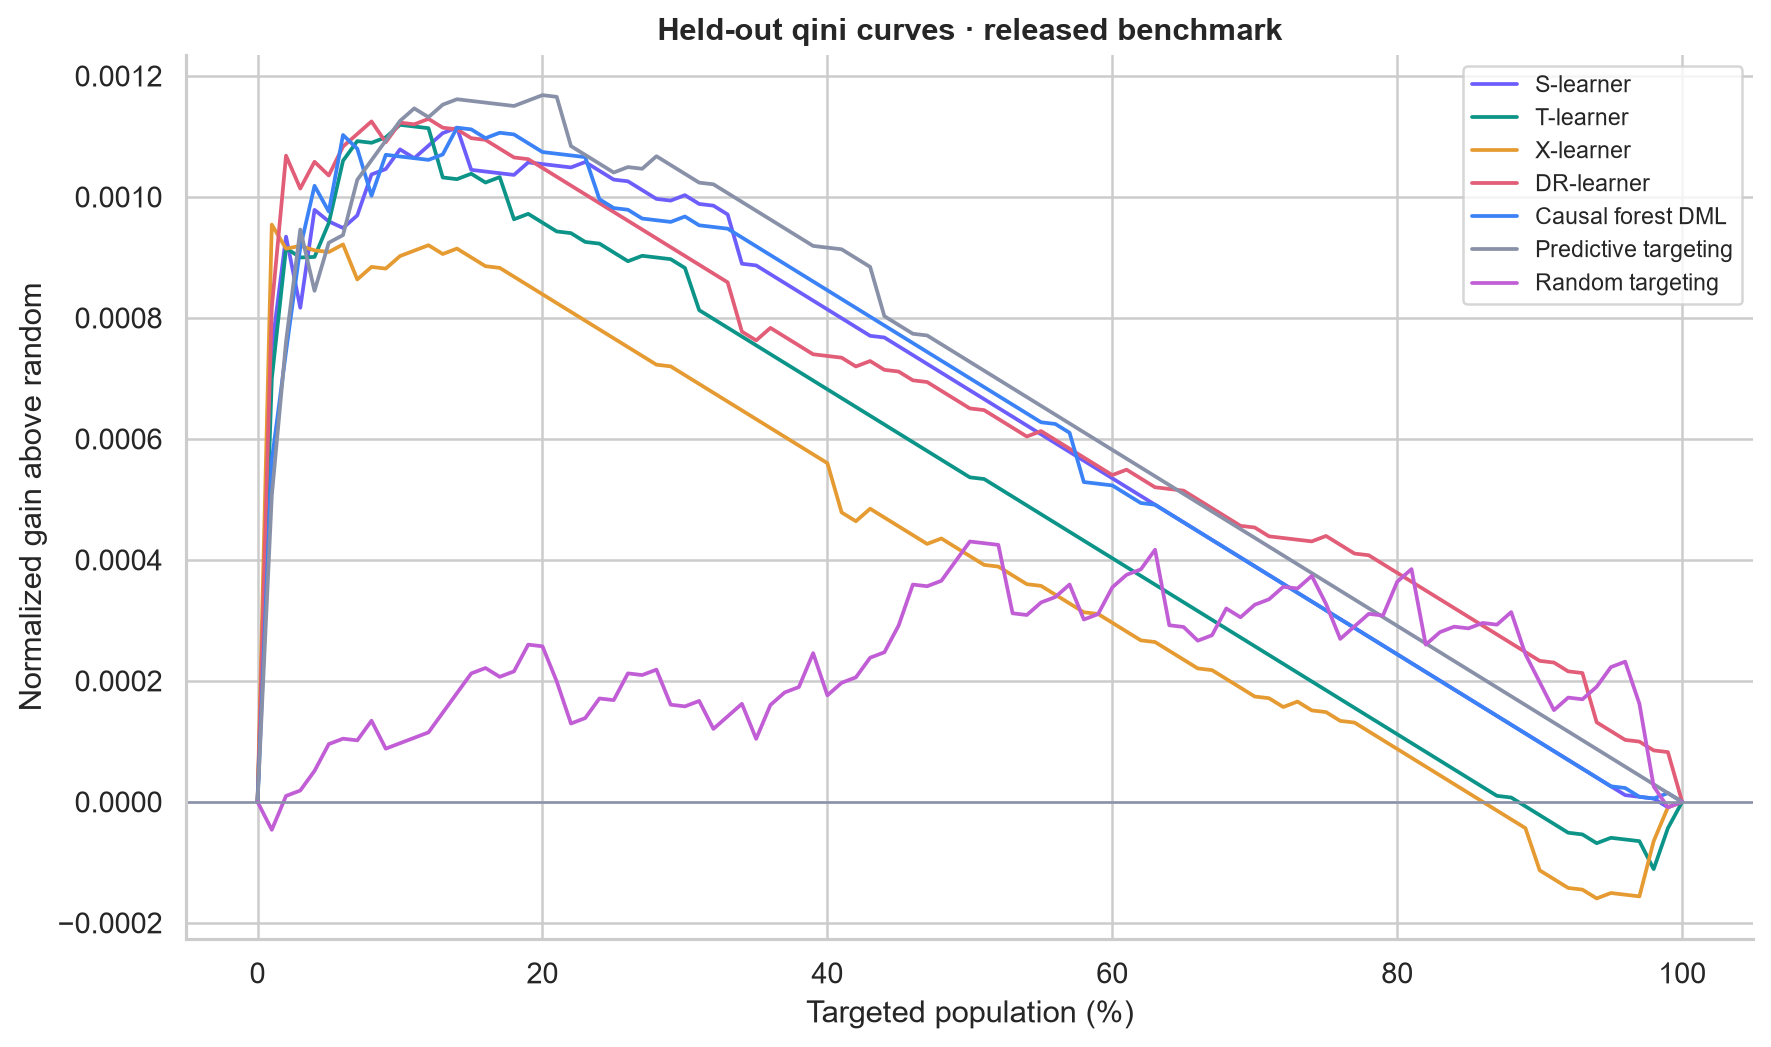 Held-out qini curves · released benchmark
Normalized gain above random
0.0012
0.0010
0.0008
0.0006
0.0004
0.0002
0.0000
−0.0002
S-learner
T-learner
X-learner
DR-learner
Causal forest DML
Predictive targeting
Random targeting
0 20 40 60 80 100
Targeted population (%)